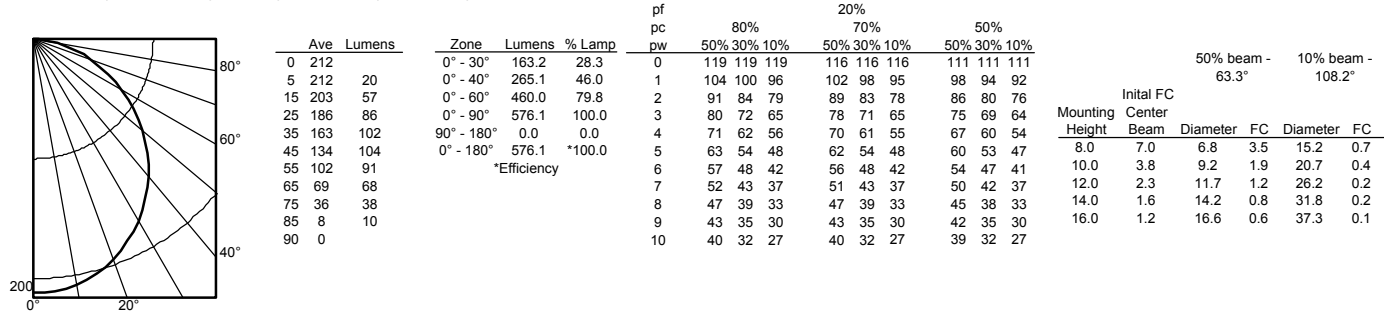 80°
60°
40°
200
0° 20°
Ave Lumens
0 212
5 212 20
15 203 57
25 186 86
35 163 102
45 134 104
55 102 91
65 69 68
75 36 38
85 8 10
90 0
Zone Lumens % Lamp
0° - 30° 163.2 28.3
0° - 40° 265.1 46.0
0° - 60° 460.0 79.8
0° - 90° 576.1 100.0
90° - 180° 0.0 0.0
0° - 180° 576.1 *100.0
*Efficiency
pf 20%
pc 80% 70% 50%
pw 50% 30% 10% 50% 30% 10% 50% 30% 10%
0 119 119 119 116 116 116 111 111 111
1 104 100 96 102 98 95 98 94 92
2 91 84 79 89 83 78 86 80 76
3 80 72 65 78 71 65 75 69 64
4 71 62 56 70 61 55 67 60 54
5 63 54 48 62 54 48 60 53 47
6 57 48 42 56 48 42 54 47 41
7 52 43 37 51 43 37 50 42 37
8 47 39 33 47 39 33 45 38 33
9 43 35 30 43 35 30 42 35 30
10 40 32 27 40 32 27 39 32 27
50% beam - 10% beam -
63.3° 108.2°
Inital FC
Mounting Center
Height Beam Diameter FC Diameter FC
8.0 7.0 6.8 3.5 15.2 0.7
10.0 3.8 9.2 1.9 20.7 0.4
12.0 2.3 11.7 1.2 26.2 0.2
14.0 1.6 14.2 0.8 31.8 0.2
16.0 1.2 16.6 0.6 37.3 0.1